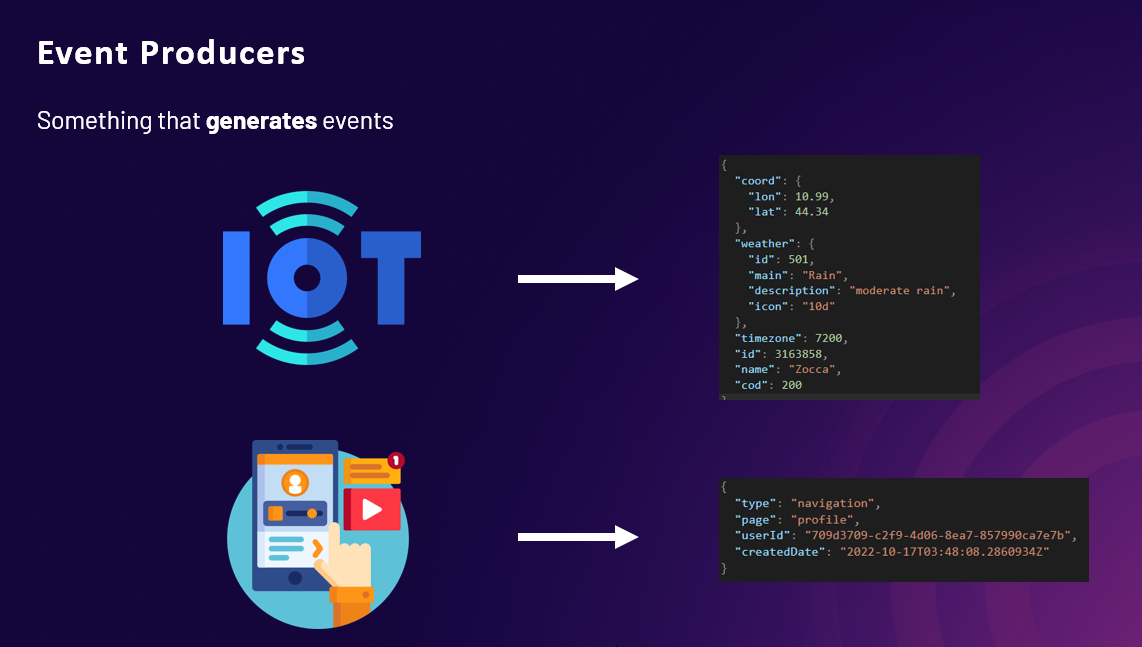 Event Producers
Something that generates events
IOT
{
"coord": {
"lon": 10.99,
"lat": 44.34
},
"weather": {
"id": 501,
"main": "Rain",
"description": "moderate rain",
"icon": "10d"
},
"timezone": 7200,
"id": 3163858,
"name": "Zocca",
"cod": 200
}
1
{
"type": "navigation",
"page": "profile",
"userId": "709d3709-c2f9-4d06-8ea7-857990ca7e7b",
"createdDate": "2022-10-17T03:48:08.2860934Z"
}